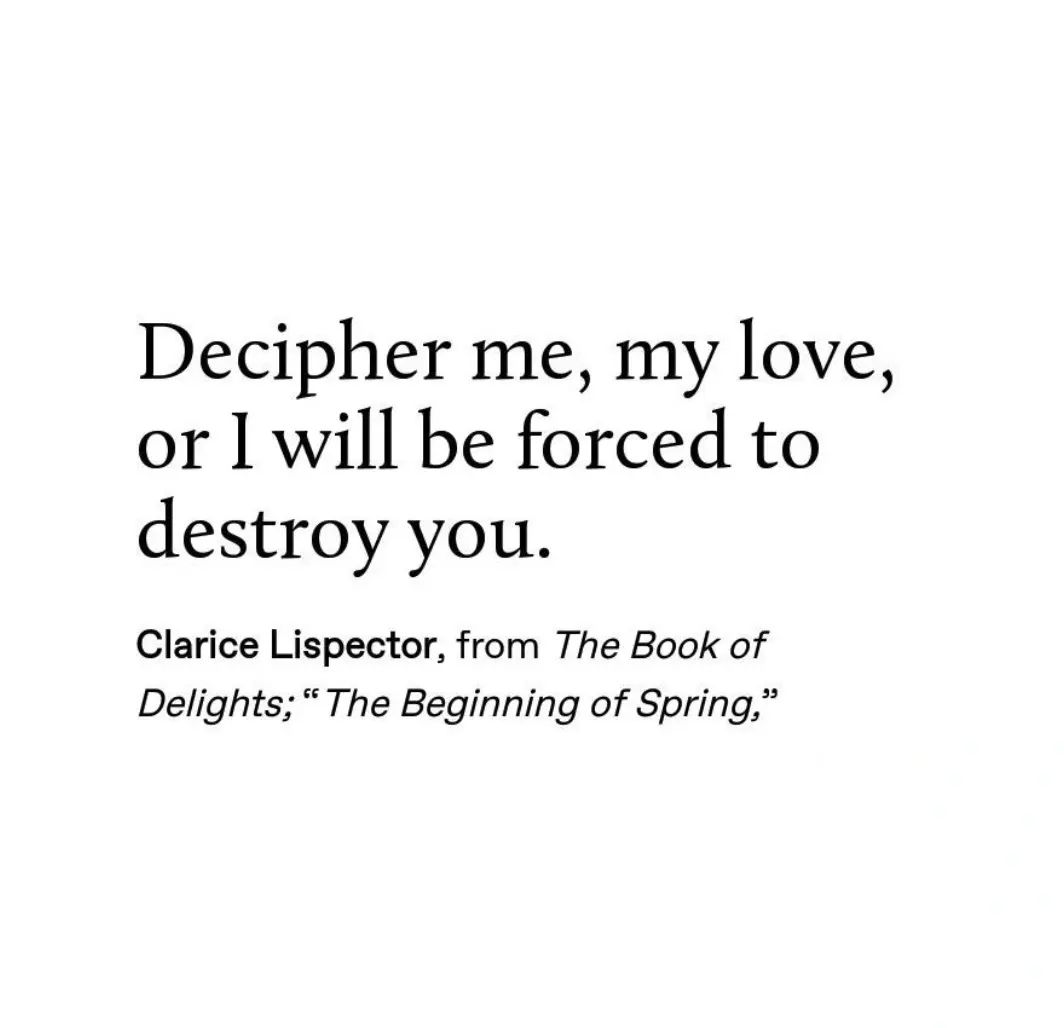 Decipher me, my love,
or I will be forced to
destroy you.
Clarice Lispector, from The Book of
Delights; “The Beginning of Spring,”